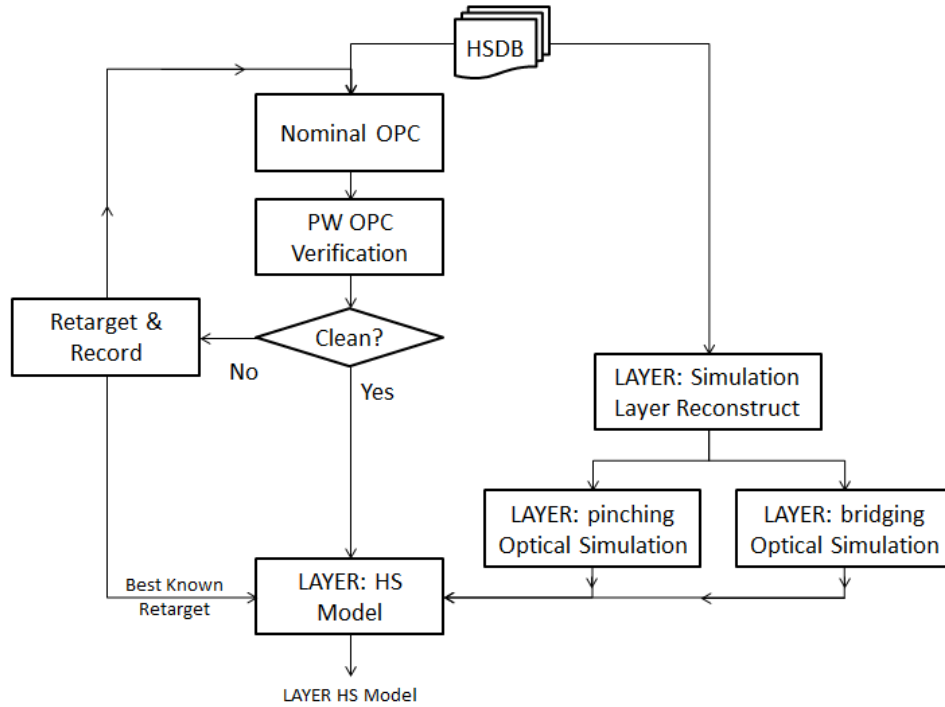 HSDB
Nominal OPC
PW OPC
Verification
Clean?
Retarget &
Record
No
Yes
LAYER: Simulation
Layer Reconstruct
LAYER: pinching
Optical Simulation
LAYER: bridging
Optical Simulation
Best Known
Retarget
LAYER: HS
Model
LAYER HS Model